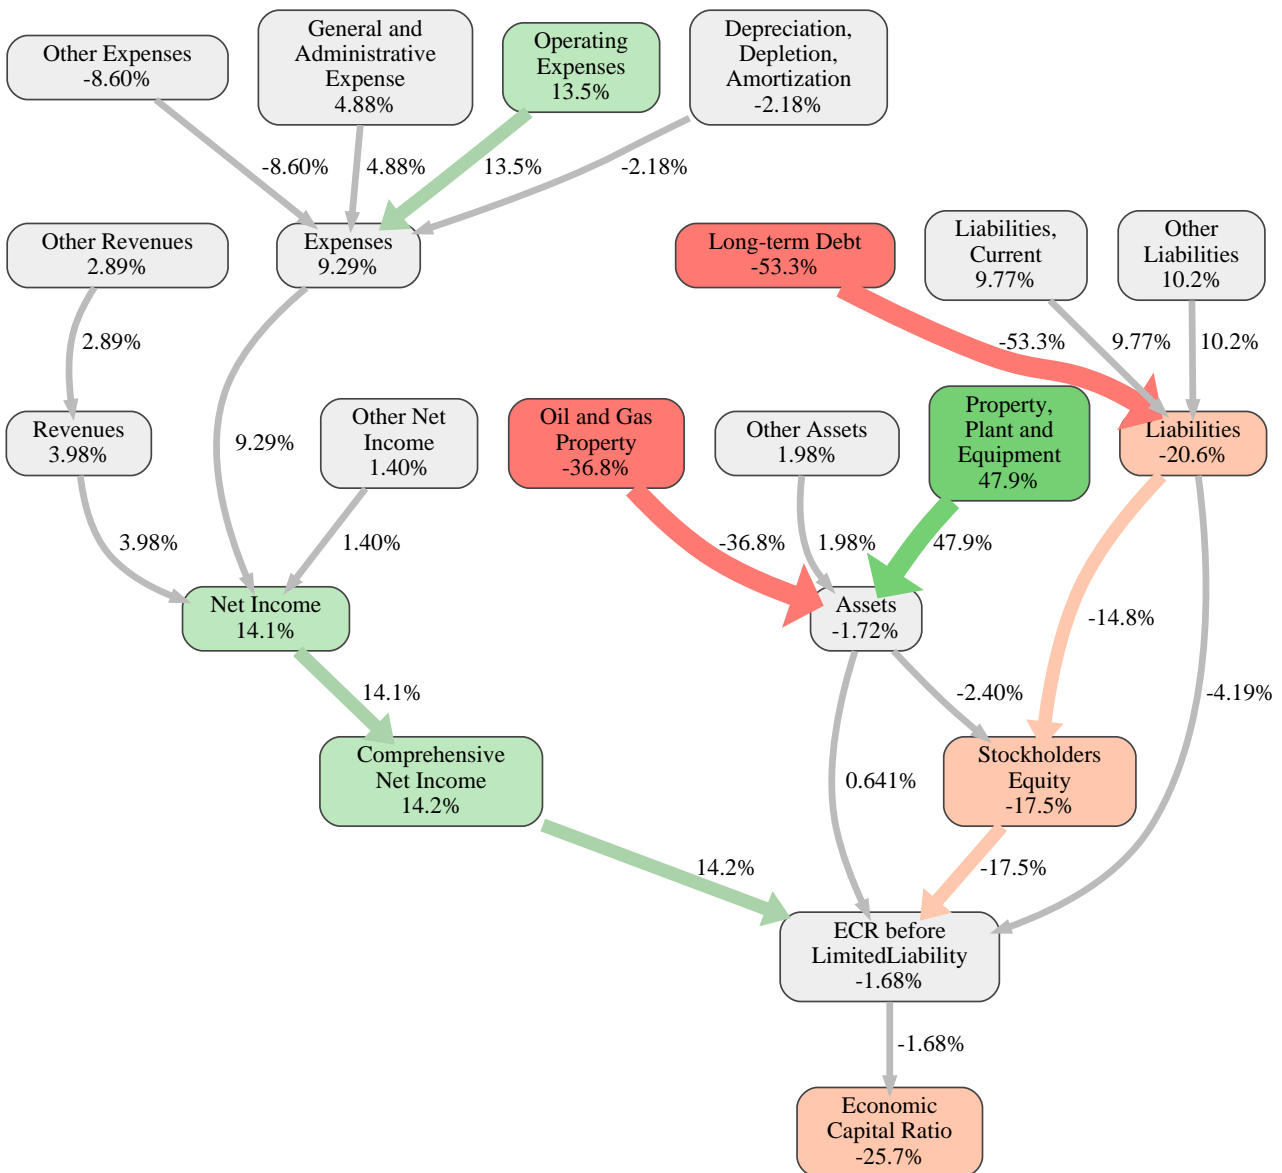 Other Expenses
-8.60%
General and
Administrative
Expense
4.88%
Operating
Expenses
13.5%
Depreciation,
Depletion,
Amortization
-2.18%
-8.60%
4.88%
13.5%
-2.18%
Other Revenues
2.89%
Expenses
9.29%
Long-term Debt
-53.3%
Liabilities,
Current
9.77%
Other
Liabilities
10.2%
2.89%
-53.3%
9.77%
10.2%
Revenues
3.98%
9.29%
Other Net
Income
1.40%
Oil and Gas
Property
-36.8%
Other Assets
1.98%
Property,
Plant and
Equipment
47.9%
Liabilities
-20.6%
3.98%
1.40%
-36.8%
1.98%
47.9%
Net Income
14.1%
Assets
-1.72%
-14.8%
14.1%
-2.40%
-4.19%
Comprehensive
Net Income
14.2%
0.641%
Stockholders
Equity
-17.5%
14.2%
-17.5%
ECR before
LimitedLiability
-1.68%
-1.68%
Economic
Capital Ratio
-25.7%